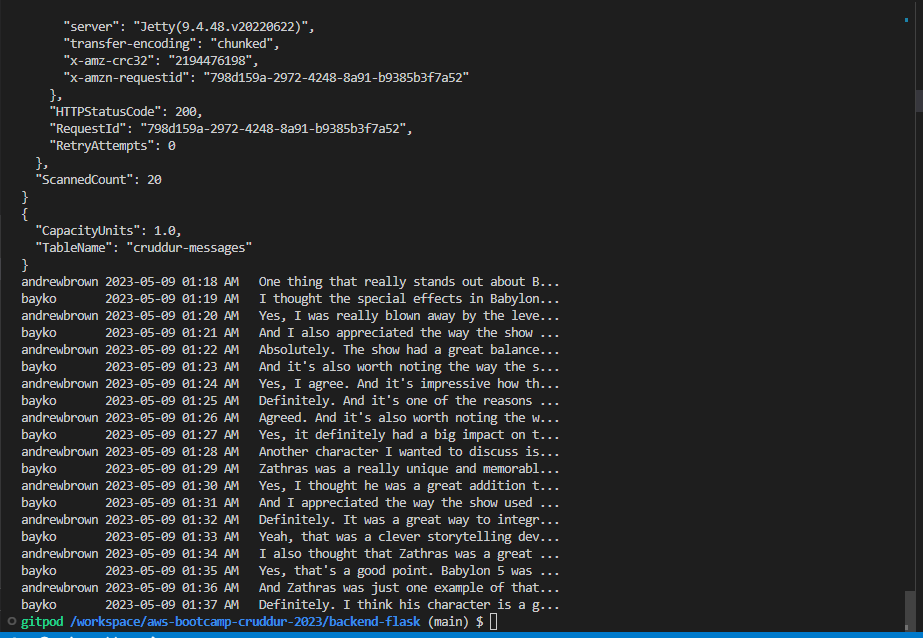 "server": "Jetty(9.4.48.v20220622)",
"transfer-encoding": "chunked",
"x-amz-crc32": "2194476198",
"x-amzn-requestid": "798d159a-2972-4248-8a91-b9385b3f7a52"
},
"HTTPStatusCode": 200,
"RequestId": "798d159a-2972-4248-8a91-b9385b3f7a52",
"RetryAttempts": 0
},
"ScannedCount": 20
}
{
"CapacityUnits": 1.0,
"TableName": "cruddur-messages"
}
andrewbrown 2023-05-09 01:18 AM One thing that really stands out about B...
bayko 2023-05-09 01:19 AM I thought the special effects in Babylon...
andrewbrown 2023-05-09 01:20 AM Yes, I was really blown away by the leve...
bayko 2023-05-09 01:21 AM And I also appreciated the way the show ...
andrewbrown 2023-05-09 01:22 AM Absolutely. The show had a great balance...
bayko 2023-05-09 01:23 AM And it's also worth noting the way the s...
andrewbrown 2023-05-09 01:24 AM Yes, I agree. And it's impressive how th...
bayko 2023-05-09 01:25 AM Definitely. And it's one of the reasons ...
andrewbrown 2023-05-09 01:26 AM Agreed. And it's also worth noting the w...
bayko 2023-05-09 01:27 AM Yes, it definitely had a big impact on t...
andrewbrown 2023-05-09 01:28 AM Another character I wanted to discuss is...
bayko 2023-05-09 01:29 AM Zathras was a really unique and memorabl...
andrewbrown 2023-05-09 01:30 AM Yes, I thought he was a great addition t...
bayko 2023-05-09 01:31 AM And I appreciated the way the show used ...
andrewbrown 2023-05-09 01:32 AM Definitely. It was a great way to integr...
bayko 2023-05-09 01:33 AM Yeah, that was a clever storytelling dev...
andrewbrown 2023-05-09 01:34 AM I also thought that Zathras was a great ...
bayko 2023-05-09 01:35 AM Yes, that's a good point. Babylon 5 was ...
andrewbrown 2023-05-09 01:36 AM And Zathras was just one example of that...
bayko 2023-05-09 01:37 AM Definitely. I think his character is a g...
gitpod /workspace/aws-bootcamp-cruddur-2023/backend-flask (main) $